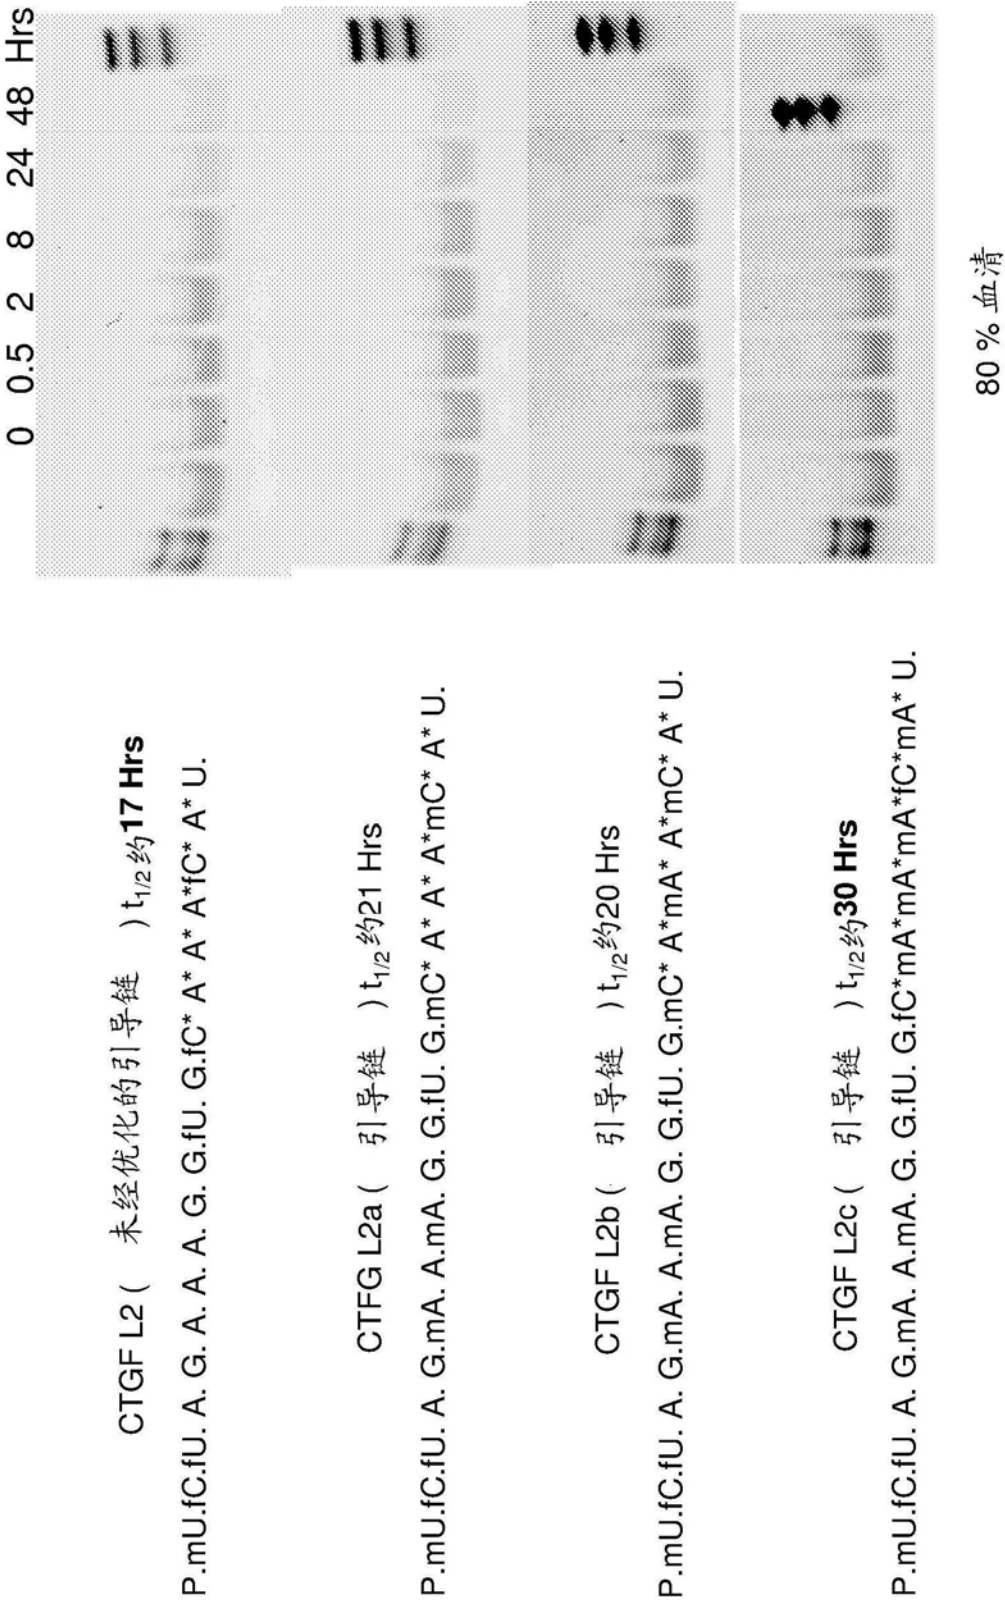 0 0.5 2 8 24 48 Hrs
CTGF L2 ( 未经优化的引导链 ) t1/2约17 Hrs
P.mU.fC.fU. A. G. A. A. A. G. G.fU. G.fC* A* A* A*fC* A* U.
CTFG L2a ( 引导链 ) t1/2约21 Hrs
P.mU.fC.fU. A. G.mA. A.mA. G. G.fU. G.mC* A* A* A*mC* A* U.
CTGF L2b ( 引导链 ) t1/2约20 Hrs
P.mU.fC.fU. A. G.mA. A.mA. G. G.fU. G.mC* A*mA* A*mC* A* U.
CTGF L2c ( 引导链 ) t1/2约30 Hrs
P.mU.fC.fU. A. G.mA. A.mA. G. G.fU. G.fC*mA*mA*mA*fC*mA* U.
80 % 血清